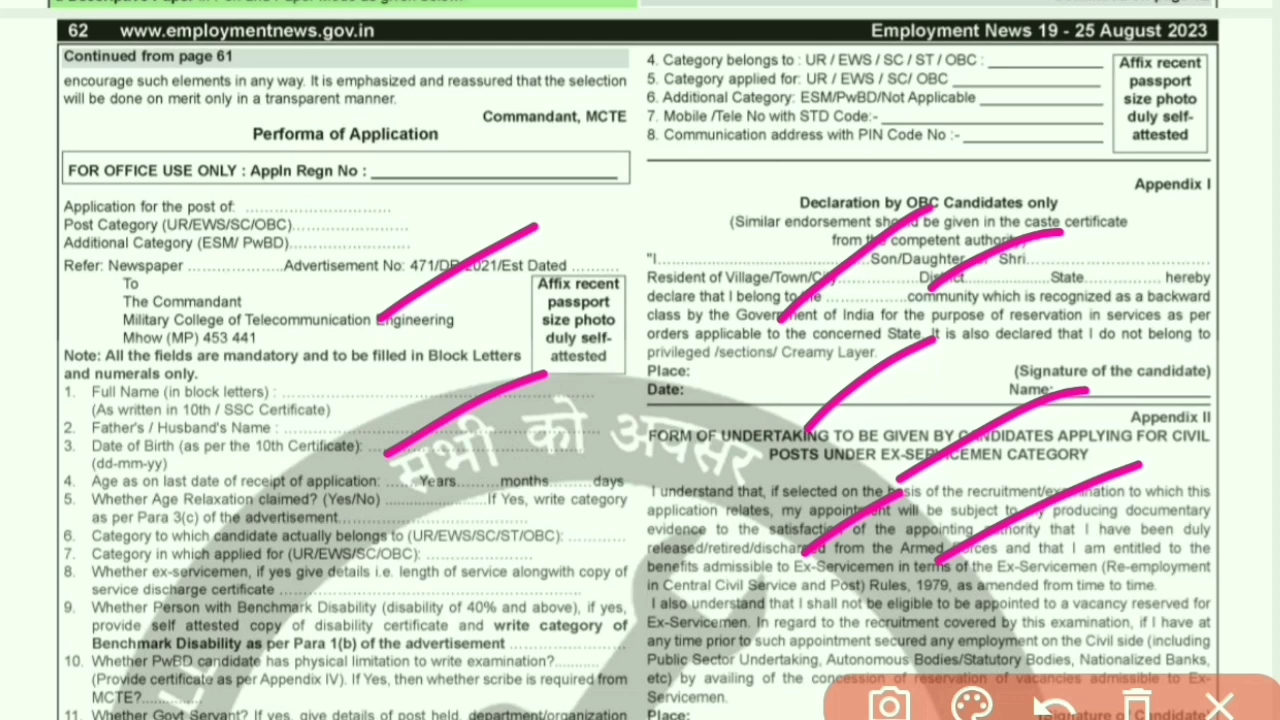 62 www.employmentnews.gov.in
Employment News 19 - 25 August 2023
Continued from page 61
encourage such elements in any way. It is emphasized and reassured that the selection
will be done on merit only in a transparent manner.
Commandant, MCTE
Performa of Application
FOR OFFICE USE ONLY : Appln Regn No :
Application for the post of:
Post Category (UR/EWS/SC/OBC)
Additional Category (ESM/ PwBD)
Refer: Newspaper Advertisement No: 471/DR-2021/Est Dated
To
The Commandant
Military College of Telecommunication Engineering
Mhow (MP) 453 441
Affix recent
passport
size photo
duly self-
attested
Note: All the fields are mandatory and to be filled in Block Letters
and numerals only.
1. Full Name (in block letters) :
(As written in 10th / SSC Certificate)
2. Father's / Husband's Name :
3. Date of Birth (as per the 10th Certificate):
(dd-mm-yy)
4. Age as on last date of receipt of application: Years months days
5. Whether Age Relaxation claimed? (Yes/No) If Yes, write category
as per Para 3(c) of the advertisement
6. Category to which candidate actually belongs to (UR/EWS/SC/ST/OBC):
7. Category in which applied for (UR/EWS/SC/OBC):
8. Whether ex-servicemen, if yes give details i.e. length of service alongwith copy of
service discharge certificate
9. Whether Person with Benchmark Disability (disability of 40% and above), if yes,
provide self attested copy of disability certificate and write category of
Benchmark Disability as per Para 1(b) of the advertisement
10. Whether PwBD candidate has physical limitation to write examination?
(Provide certificate as per Appendix IV). If Yes, then whether scribe is required from
MCTE?
11. Whether Govt Servant? If yes, give details of post held, department/organization
4. Category belongs to : UR / EWS / SC / ST / OBC :
5. Category applied for: UR / EWS / SC/ OBC
6. Additional Category: ESM/PwBD/Not Applicable
7. Mobile /Tele No with STD Code:-
8. Communication address with PIN Code No :-
Affix recent
passport
size photo
duly self-
attested
Appendix I
Declaration by OBC Candidates only
(Similar endorsement should be given in the caste certificate
from the competent authority)
"I Son/Daughter of Shri
Resident of Village/Town/City District State hereby
declare that I belong to the community which is recognized as a backward
class by the Government of India for the purpose of reservation in services as per
orders applicable to the concerned State. It is also declared that I do not belong to
privileged /sections/ Creamy Layer.
Place: (Signature of the candidate)
Date: Name:
Appendix II
FORM OF UNDERTAKING TO BE GIVEN BY CANDIDATES APPLYING FOR CIVIL
POSTS UNDER EX-SERVICEMEN CATEGORY
I understand that, if selected on the basis of the recruitment/examination to which this
application relates, my appointment will be subject to my producing documentary
evidence to the satisfaction of the appointing authority that I have been duly
released/retired/discharged from the Armed Forces and that I am entitled to the
benefits admissible to Ex-Servicemen in terms of the Ex-Servicemen (Re-employment
in Central Civil Service and Post) Rules, 1979, as amended from time to time.
I also understand that I shall not be eligible to be appointed to a vacancy reserved for
Ex-Servicemen. In regard to the recruitment covered by this examination, if I have at
any time prior to such appointment secured any employment on the Civil side (including
Public Sector Undertaking, Autonomous Bodies/Statutory Bodies, Nationalized Banks,
etc) by availing of the concession of reservation of vacancies admissible to Ex-
Servicemen.
Place:
सभी को अवसर